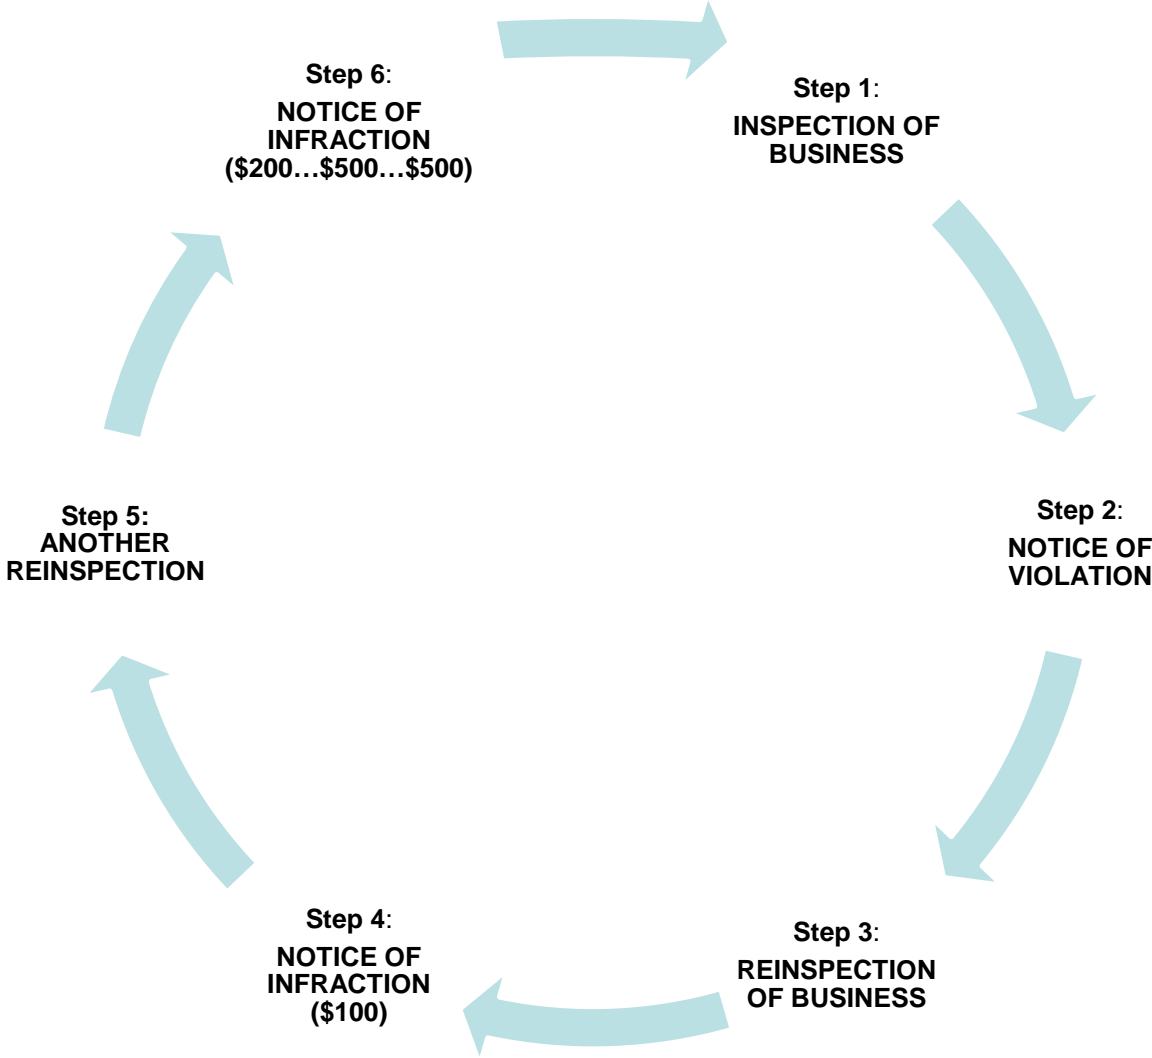 Step 1:
INSPECTION OF
BUSINESS
Step 2:
NOTICE OF
VIOLATION
Step 3:
REINSPECTION
OF BUSINESS
Step 4:
NOTICE OF
INFRACTION
($100)
Step 5:
ANOTHER
REINSPECTION
Step 6:
NOTICE OF
INFRACTION
($200…$500…$500)